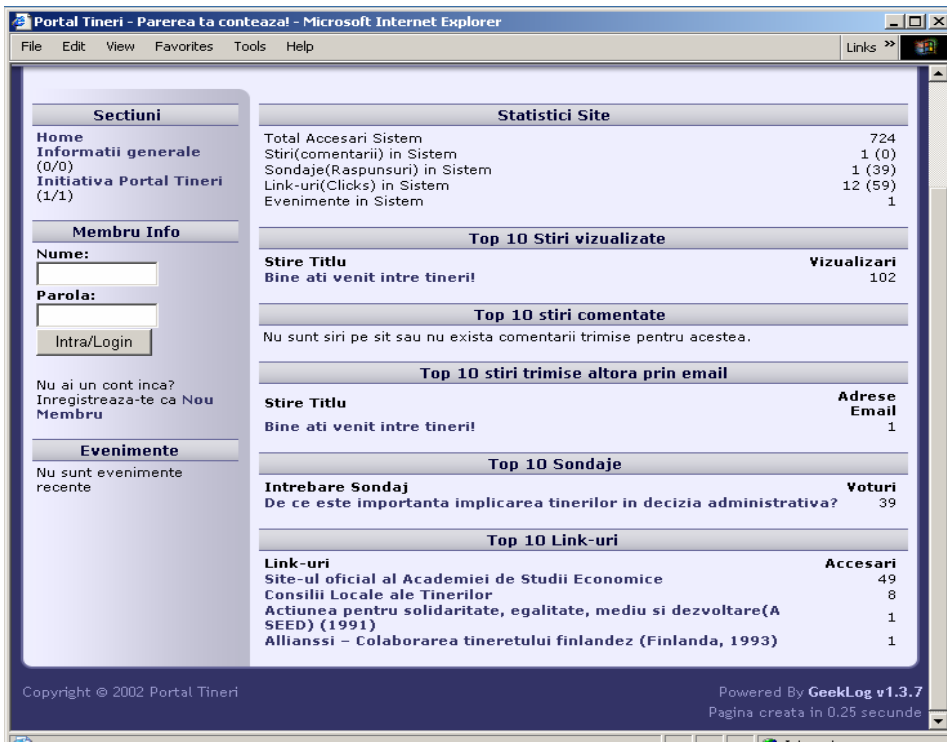 Portal Tineri - Parerea ta conteaza! - Microsoft Internet Explorer
File Edit View Favorites Tools Help Links »
Sectiuni
Home
Informatii generale
(0/0)
Initiativa Portal Tineri
(1/1)
Membru Info
Nume:
Parola:
Intra/Login
Nu ai un cont inca?
Inregistreaza-te ca Nou
Membru
Evenimente
Nu sunt evenimente
recente
Statistici Site
Total Accesari Sistem 724
Stiri(comentarii) in Sistem 1 (0)
Sondaje(Raspunsuri) in Sistem 1 (39)
Link-uri(Clicks) in Sistem 12 (59)
Evenimente in Sistem 1
Top 10 Stiri vizualizate
Stire Titlu Vizualizari
Bine ati venit intre tineri! 102
Top 10 stiri comentate
Nu sunt siri pe sit sau nu exista comentarii trimise pentru acestea.
Top 10 stiri trimise altora prin email
Stire Titlu Adrese
Email
Bine ati venit intre tineri! 1
Top 10 Sondaje
Intrebare Sondaj Voturi
De ce este importanta implicarea tinerilor in decizia administrativa? 39
Top 10 Link-uri
Link-uri Accesari
Site-ul oficial al Academiei de Studii Economice 49
Consilii Locale ale Tinerilor 8
Actiunea pentru solidaritate, egalitate, mediu si dezvoltare(A
SEED) (1991) 1
Allianssi – Colaborarea tineretului finlandez (Finlanda, 1993) 1
Copyright © 2002 Portal Tineri
Powered By GeekLog v1.3.7
Pagina creata in 0.25 secunde